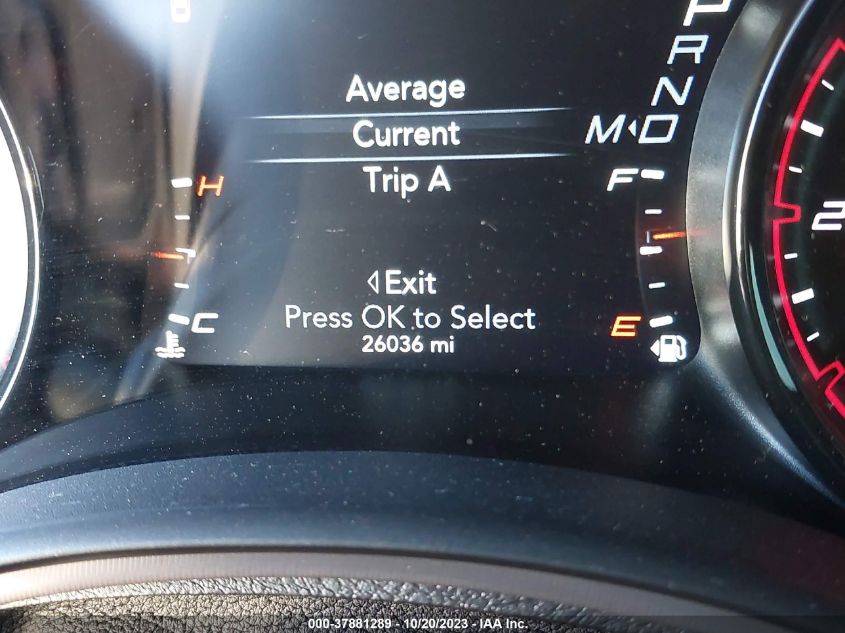 P
R
N
Average
Current
M D
H
Trip A
F
2
Exit
Press OK to Select
C
E
26036 mi
000-37881289 - 10/20/2023 - IAA Inc.